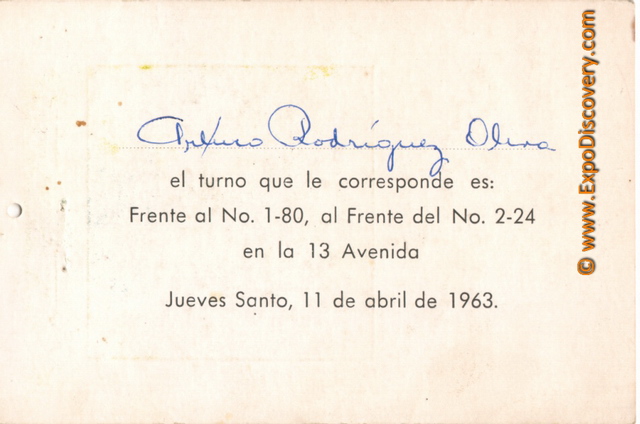 Arturo Rodríguez Oliva
el turno que le corresponde es:
Frente al No. 1-80, al Frente del No. 2-24
en la 13 Avenida
Jueves Santo, 11 de abril de 1963.
© www.ExpoDiscovery.com